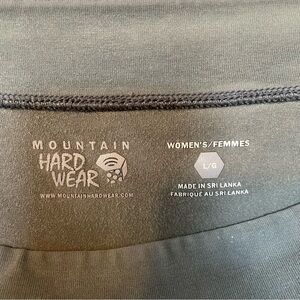 MOUNTAIN
HARD
WEAR
WWW.MOUNTAINHARDWEAR.COM
WOMEN'S/FEMMES
L/G
MADE IN SRI LANKA
FABRIQUÉ AU SRI LANKA